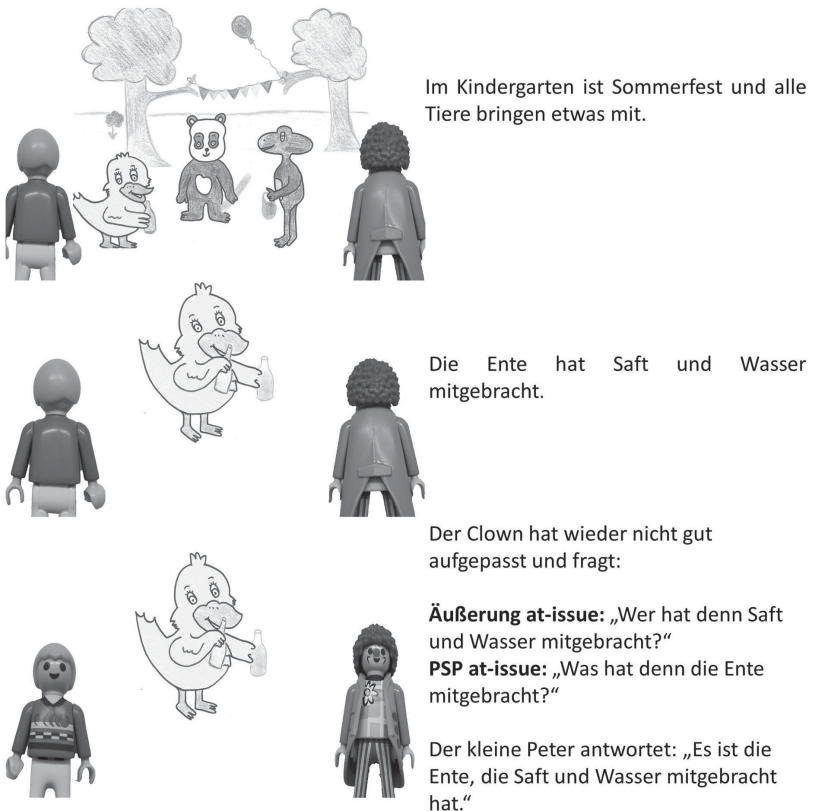 Im Kindergarten ist Sommerfest und alle
Tiere bringen etwas mit.
Die Ente hat Saft und Wasser
mitgebracht.
Der Clown hat wieder nicht gut
aufgepasst und fragt:
Äußerung at-issue: „Wer hat denn Saft
und Wasser mitgebracht?“
PSP at-issue: „Was hat denn die Ente
mitgebracht?“
Der kleine Peter antwortet: „Es ist die
Ente, die Saft und Wasser mitgebracht
hat.“